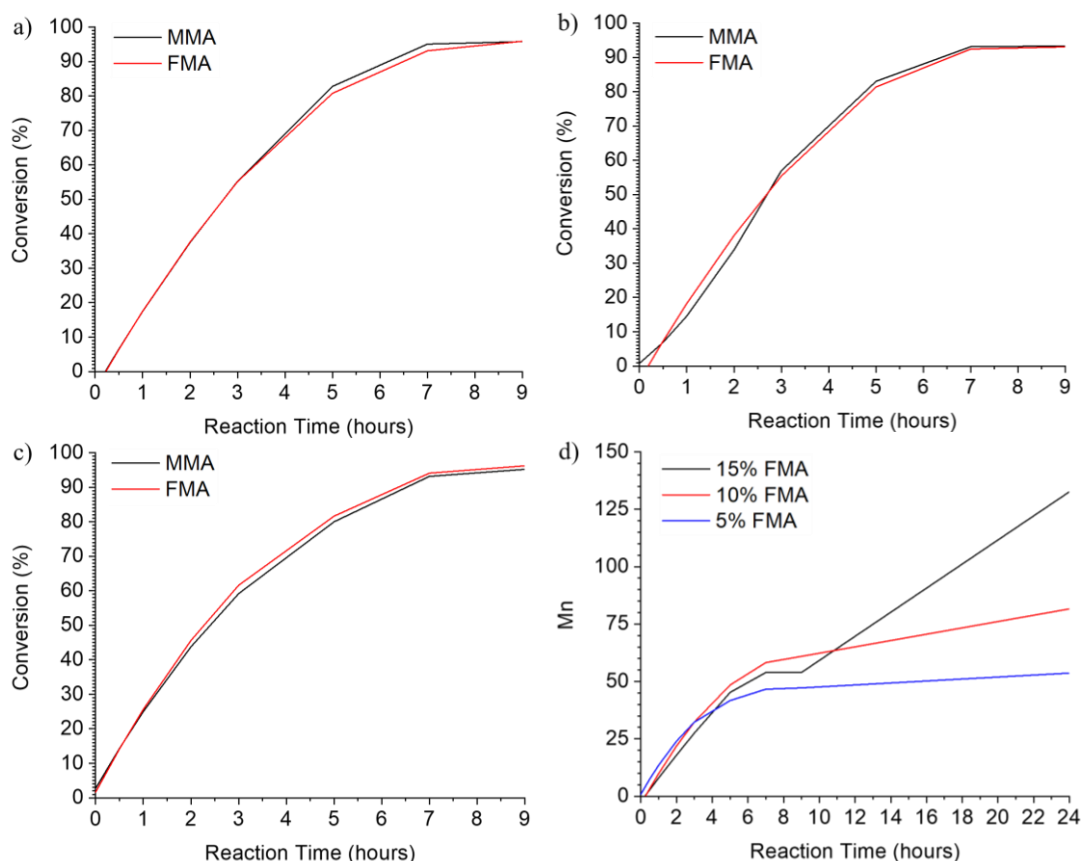 a)
MMA
FMA
Conversion (%)
100
90
80
70
60
50
40
30
20
10
0
0 1 2 3 4 5 6 7 8 9
Reaction Time (hours)
b)
MMA
FMA
Conversion (%)
100
90
80
70
60
50
40
30
20
10
0
0 1 2 3 4 5 6 7 8 9
Reaction Time (hours)
c)
MMA
FMA
Conversion (%)
100
90
80
70
60
50
40
30
20
10
0
0 1 2 3 4 5 6 7 8 9
Reaction Time (hours)
d)
15% FMA
10% FMA
5% FMA
Mn
150
125
100
75
50
25
0
0 2 4 6 8 10 12 14 16 18 20 22 24
Reaction Time (hours)